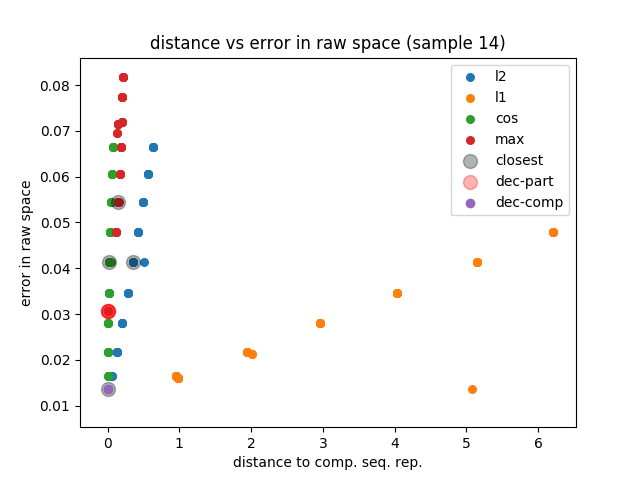 distance vs error in raw space (sample 14)
0.08
0.07
0.06
0.05
0.04
0.03
0.02
0.01
error in raw space
l2
l1
cos
max
closest
dec-part
dec-comp
0 1 2 3 4 5 6
distance to comp. seq. rep.